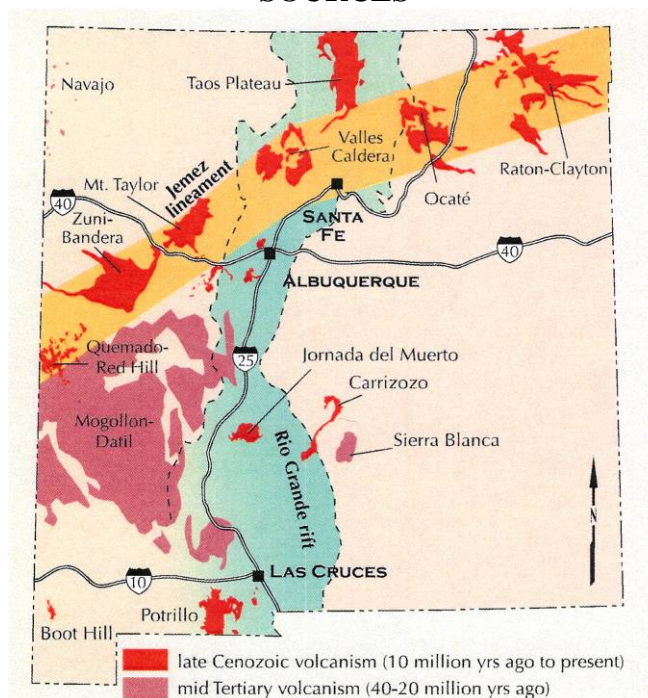 SOURCES
Navajo
Taos Plateau
Valles
Caldera
Raton-Clayton
Jemez
lineament
Mt. Taylor
Ocaté
40
Zuni-
Bandera
SANTA
FE
40
ALBUQUERQUE
Quemado-
Red Hill
25
Jornada del Muerto
Carrizozo
Mogollon-
Datil
Sierra Blanca
Rio Grande rift
N
LAS CRUCES
10
Potrillo
Boot Hill
late Cenozoic volcanism (10 million yrs ago to present)
mid Tertiary volcanism (40-20 million yrs ago)